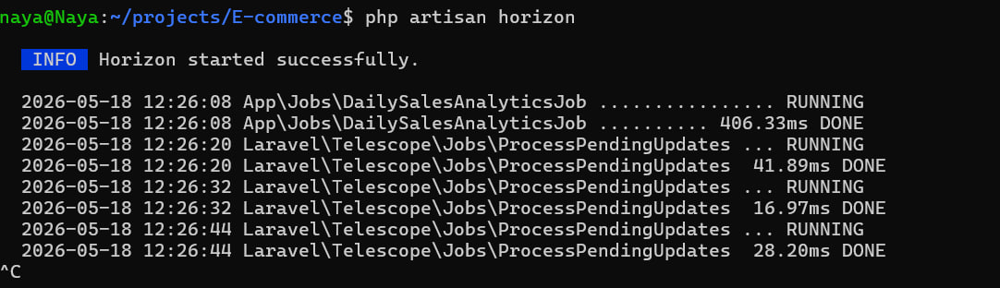 naya@Naya:~/projects/E-commerce$ php artisan horizon
INFO Horizon started successfully.
2026-05-18 12:26:08 App\Jobs\DailySalesAnalyticsJob ................ RUNNING
2026-05-18 12:26:08 App\Jobs\DailySalesAnalyticsJob .......... 406.33ms DONE
2026-05-18 12:26:20 Laravel\Telescope\Jobs\ProcessPendingUpdates ... RUNNING
2026-05-18 12:26:20 Laravel\Telescope\Jobs\ProcessPendingUpdates  41.89ms DONE
2026-05-18 12:26:32 Laravel\Telescope\Jobs\ProcessPendingUpdates ... RUNNING
2026-05-18 12:26:32 Laravel\Telescope\Jobs\ProcessPendingUpdates  16.97ms DONE
2026-05-18 12:26:44 Laravel\Telescope\Jobs\ProcessPendingUpdates ... RUNNING
2026-05-18 12:26:44 Laravel\Telescope\Jobs\ProcessPendingUpdates  28.20ms DONE
^C